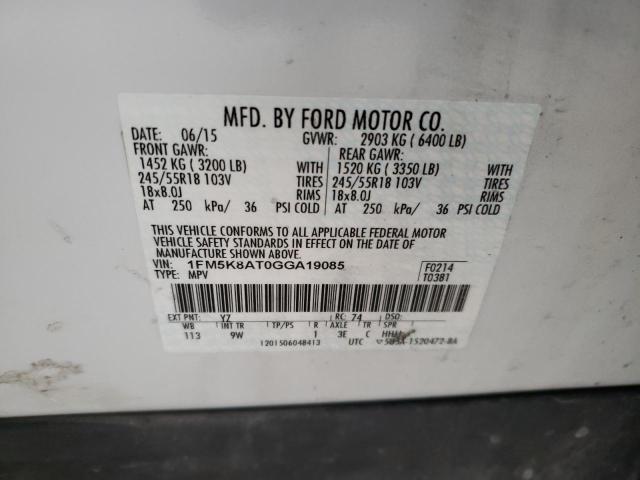 MFD. BY FORD MOTOR CO.
DATE: 06/15 GVWR: 2903 KG ( 6400 LB)
FRONT GAWR: REAR GAWR:
1452 KG ( 3200 LB) WITH 1520 KG ( 3350 LB) WITH
245/55R18 103V TIRES 245/55R18 103V TIRES
18x8.0J RIMS 18x8.0J RIMS
AT 250 kPa/ 36 PSI COLD AT 250 kPa/ 36 PSI COLD
THIS VEHICLE CONFORMS TO ALL APPLICABLE FEDERAL MOTOR
VEHICLE SAFETY STANDARDS IN EFFECT ON THE DATE OF
MANUFACTURE SHOWN ABOVE.
VIN: 1FM5K8AT0GGA19085 F0214
TYPE: MPV T0381
EXT PNT: YZ RC: 74 DSO:
WB INT TR TP/PS R AXLE TR SPR
113 9W 1 3E C
1201506048413 UTC